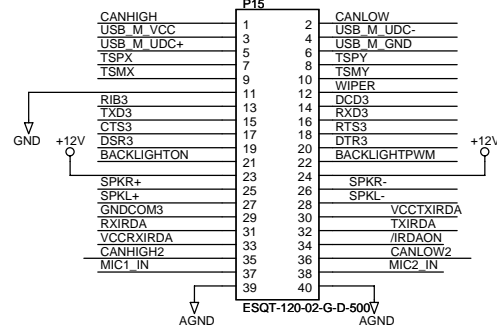 P15
CANHIGH 1 2 CANLOW
USB_M_VCC 3 4 USB_M_UDC-
USB_M_UDC+ 5 6 USB_M_GND
TSPX 7 8 TSPY
TSMX 9 10 TSMY
11 12 WIPER
RIB3 13 14 DCD3
TXD3 15 16 RXD3
CTS3 17 18 RTS3
GND
DSR3 19 20 DTR3
+12V
BACKLIGHTON 21 22 BACKLIGHTPWM
+12V
23 24
SPKR+ 25 26 SPKR-
SPKL+ 27 28 SPKL-
GNDCOM3 29 30 VCCTXIRDA
RXIRDA 31 32 TXIRDA
VCCRXIRDA 33 34 /IRDAON
CANHIGH2 35 36 CANLOW2
MIC1_IN 37 38 MIC2_IN
39 40
ESQT-120-02-G-D-500
AGND
AGND